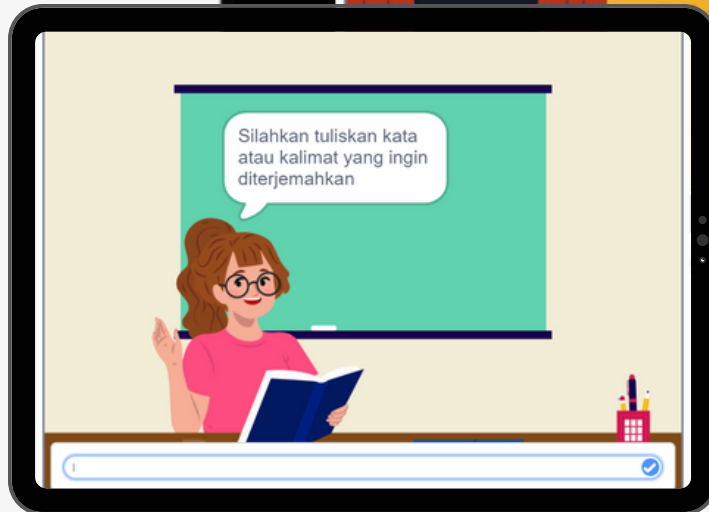 Silahkan tuliskan kata
atau kalimat yang ingin
diterjemahkan